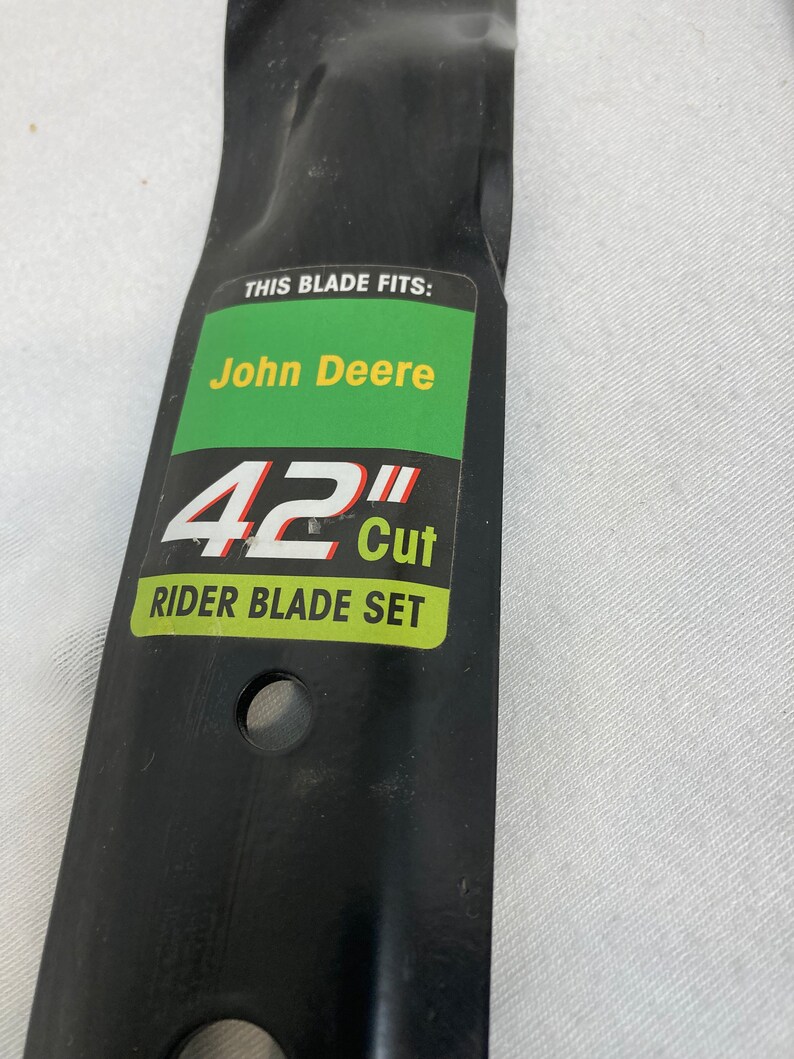 THIS BLADE FITS:
John Deere
42" Cut
RIDER BLADE SET